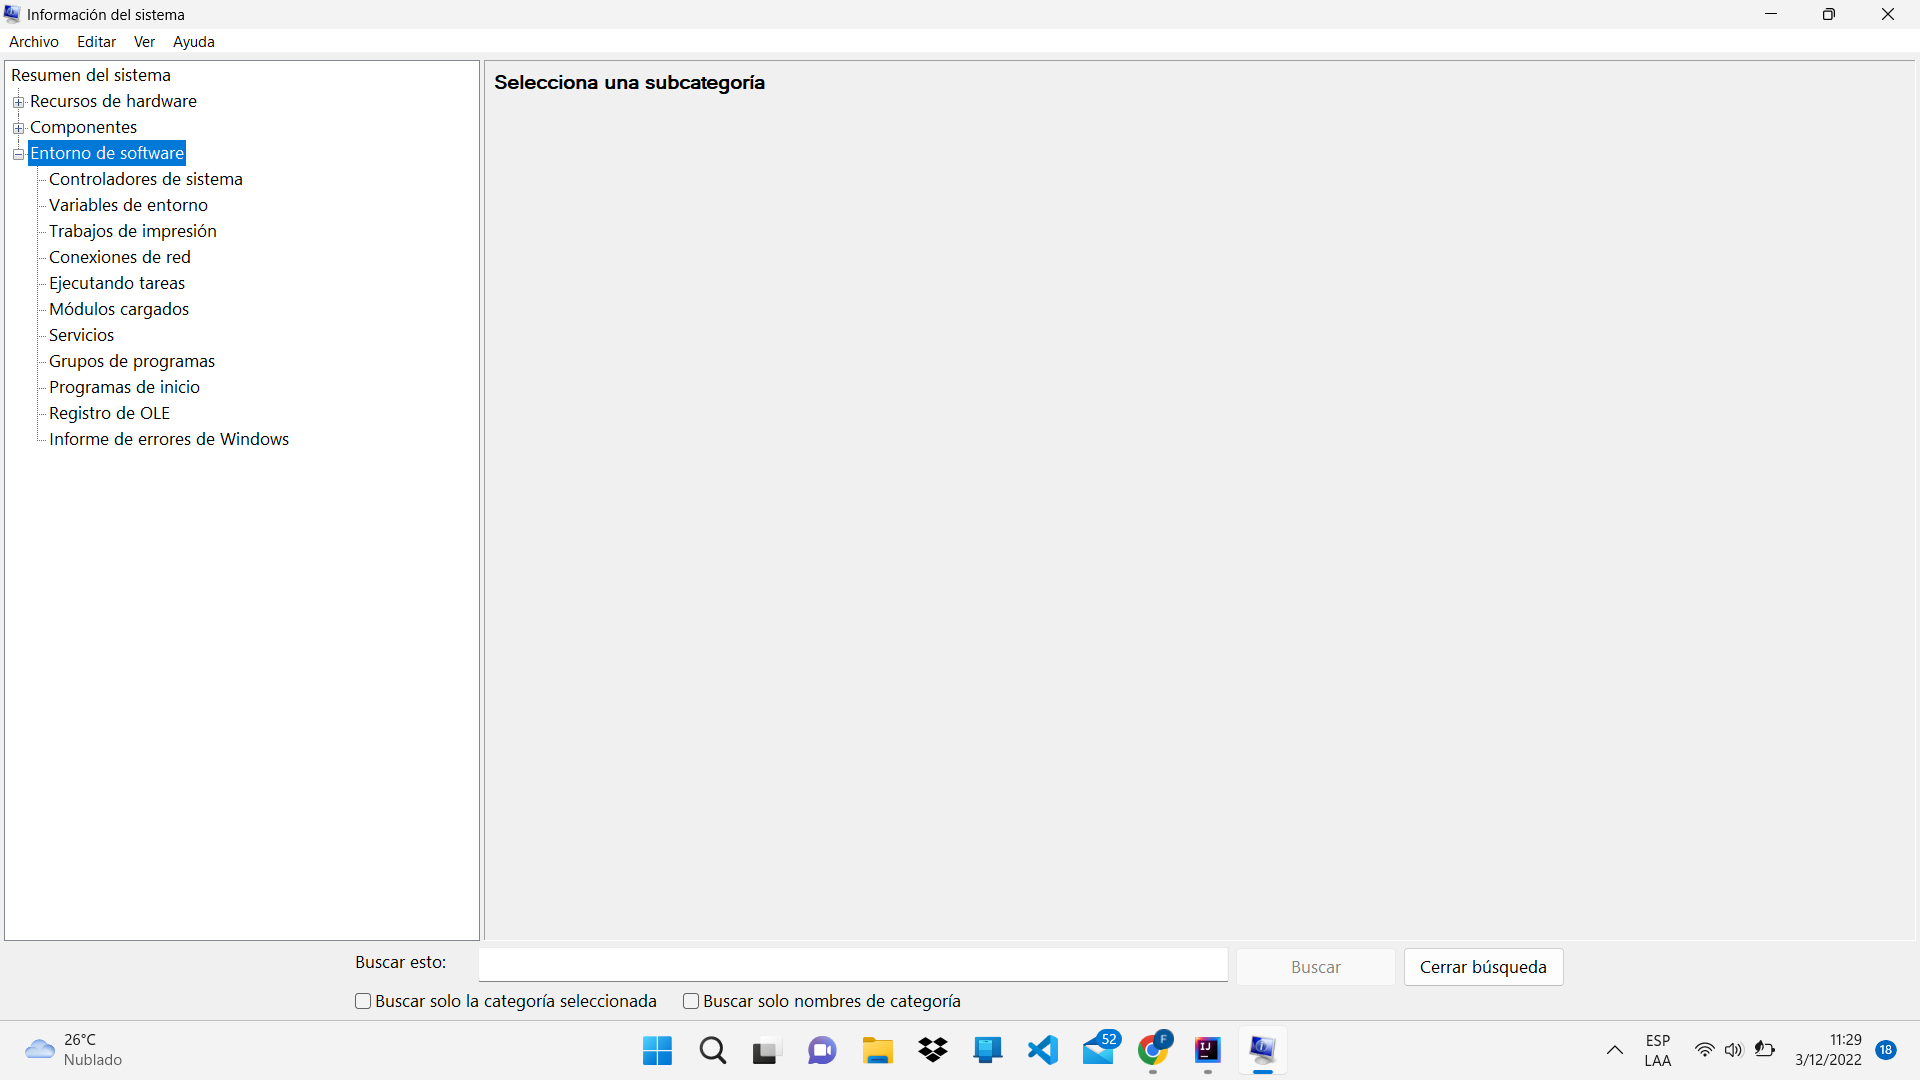 Información del sistema
Archivo Editar Ver Ayuda
Resumen del sistema
Recursos de hardware
Componentes
Entorno de software
Controladores de sistema
Variables de entorno
Trabajos de impresión
Conexiones de red
Ejecutando tareas
Módulos cargados
Servicios
Grupos de programas
Programas de inicio
Registro de OLE
Informe de errores de Windows
Selecciona una subcategoría
Buscar esto:
Buscar
Cerrar búsqueda
Buscar solo la categoría seleccionada
Buscar solo nombres de categoría
26°C
Nublado
52
F
IJ
ESP
LAA
11:29
3/12/2022
18